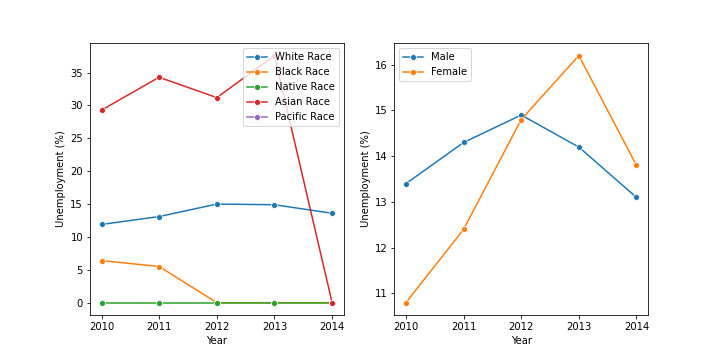 White Race
Black Race
Native Race
Asian Race
Pacific Race
35
30
25
20
15
10
5
0
Unemployment (%)
2010 2011 2012 2013 2014
Year
Male
Female
16
15
14
13
12
11
Unemployment (%)
2010 2011 2012 2013 2014
Year